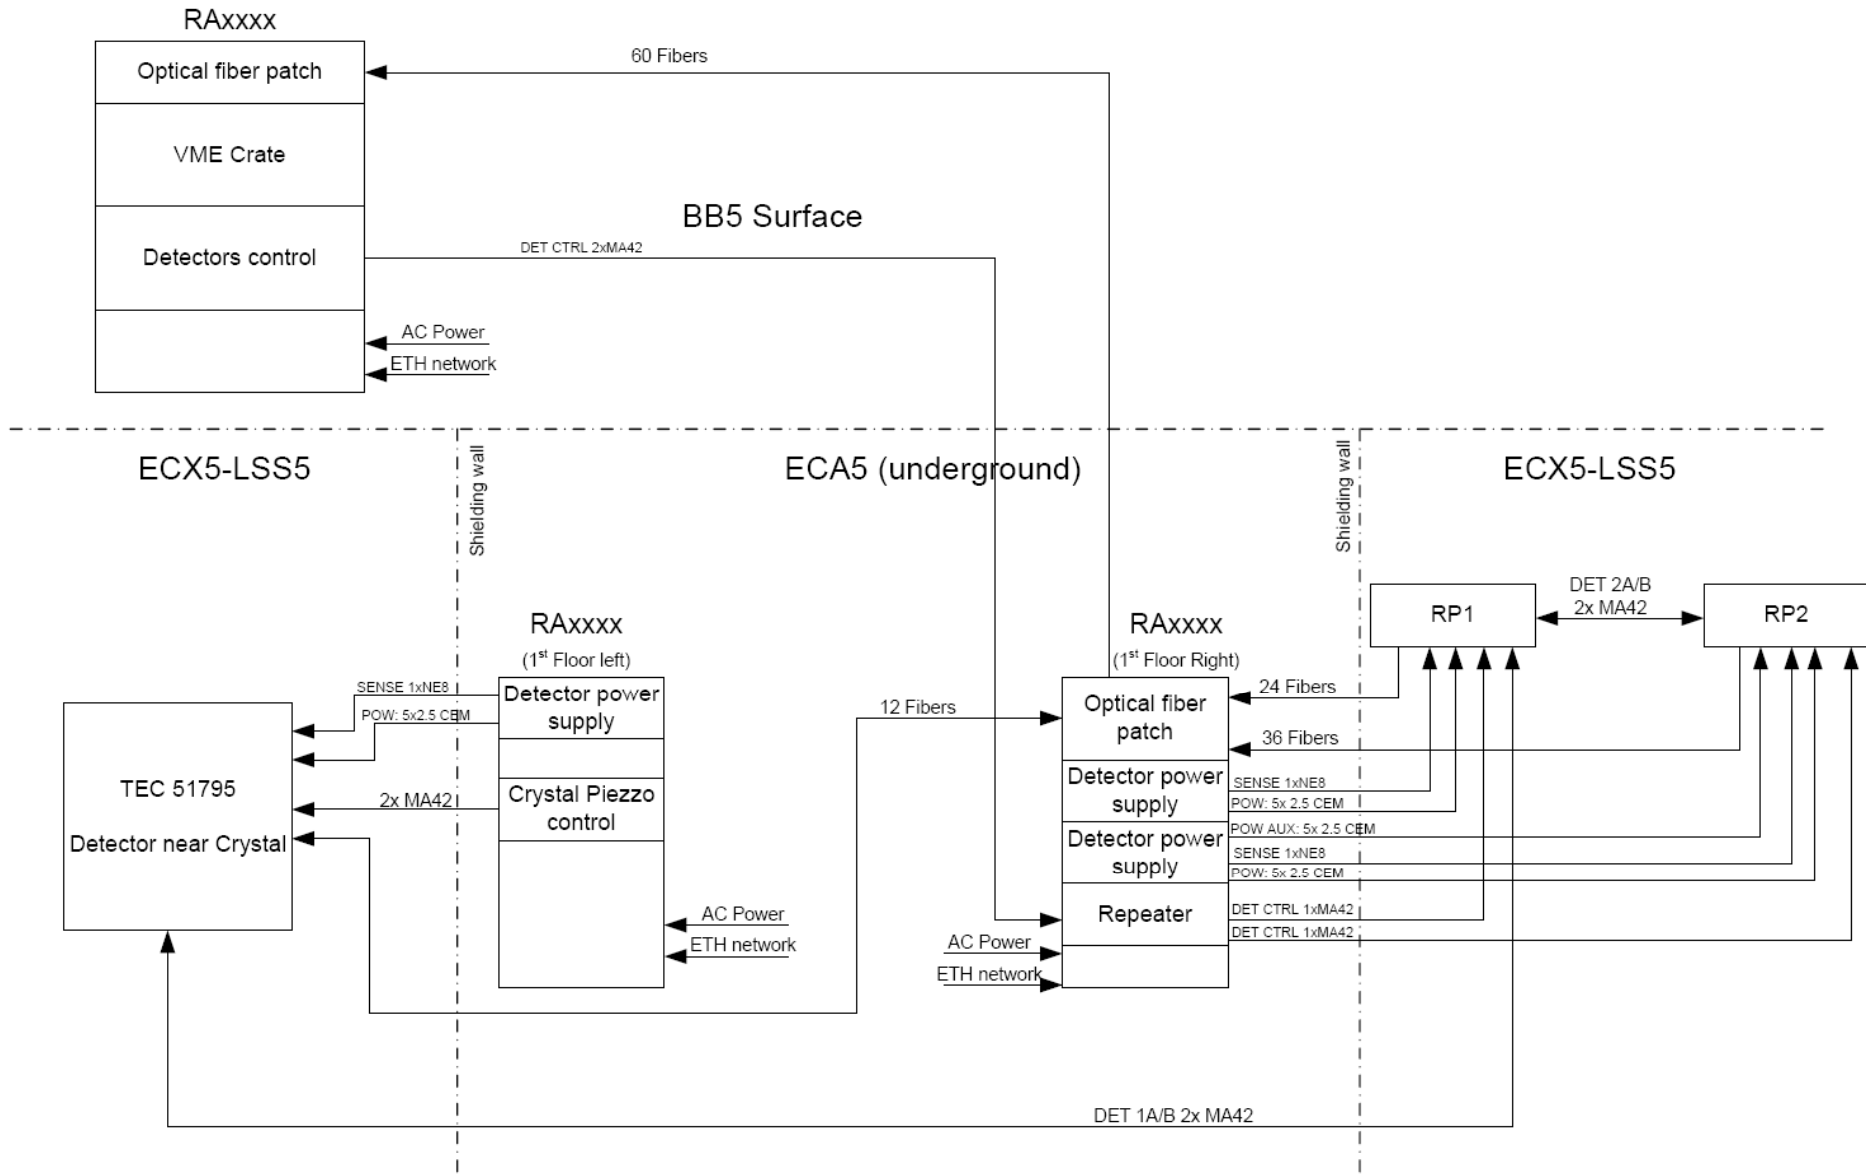 RAxxxx
Optical fiber patch
60 Fibers
VME Crate
BB5 Surface
Detectors control
DET CTRL 2xMA42
AC Power
ETH network
ECX5-LSS5
Shielding wall
ECA5 (underground)
Shielding wall
ECX5-LSS5
RAxxxx
(1st Floor left)
RAxxxx
(1st Floor Right)
RP1
DET 2A/B
2x MA42
RP2
SENSE 1xNE8
POW: 5x2.5 CEM
Detector power
supply
12 Fibers
Optical fiber
patch
24 Fibers
36 Fibers
TEC 51795
Detector near Crystal
2x MA42
Crystal Piezzo
control
Detector power
supply
SENSE 1xNE8
POW: 5x 2.5 CEM
Detector power
supply
POW AUX: 5x 2.5 CEM
SENSE 1xNE8
POW: 5x 2.5 CEM
AC Power
ETH network
Repeater
DET CTRL 1xMA42
DET CTRL 1xMA42
AC Power
ETH network
DET 1A/B 2x MA42